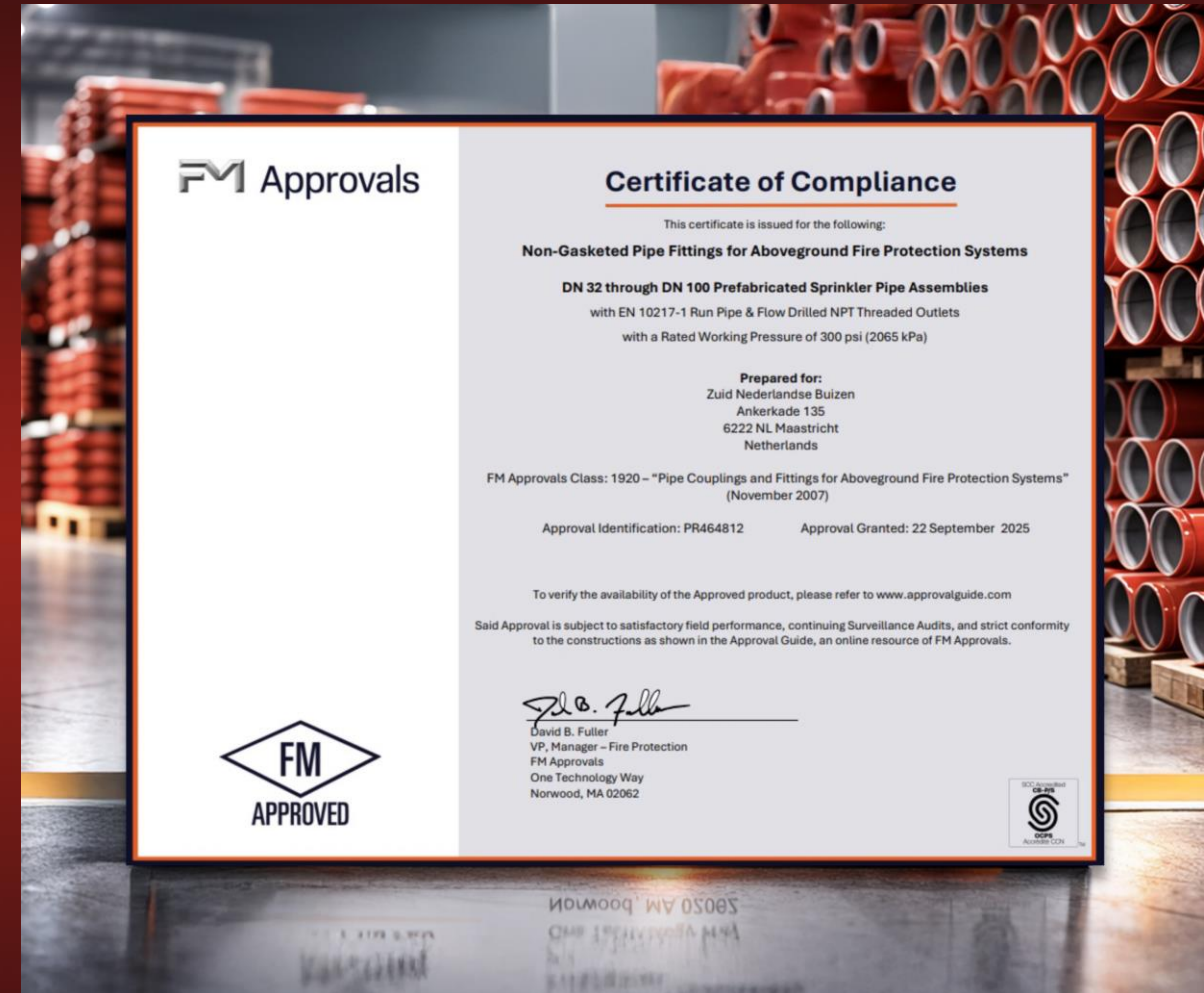 FM Approvals
Certificate of Compliance
This certificate is issued for the following:
Non-Gasketed Pipe Fittings for Aboveground Fire Protection Systems
DN 32 through DN 100 Prefabricated Sprinkler Pipe Assemblies
with EN 10217-1 Run Pipe & Flow Drilled NPT Threaded Outlets
with a Rated Working Pressure of 300 psi (2065 kPa)
Prepared for:
Zuid Nederlandse Buizen
Ankerkade 135
6222 NL Maastricht
Netherlands
FM Approvals Class: 1920 – “Pipe Couplings and Fittings for Aboveground Fire Protection Systems”
(November 2007)
Approval Identification: PR464812 Approval Granted: 22 September 2025
To verify the availability of the Approved product, please refer to www.approvalguide.com
Said Approval is subject to satisfactory field performance, continuing Surveillance Audits, and strict conformity
to the constructions as shown in the Approval Guide, an online resource of FM Approvals.
David B. Fuller
VP, Manager – Fire Protection
FM Approvals
One Technology Way
Norwood, MA 02062
FM
APPROVED
SCC Accredited
CB-P/S
OCPS
Accrédité CCN